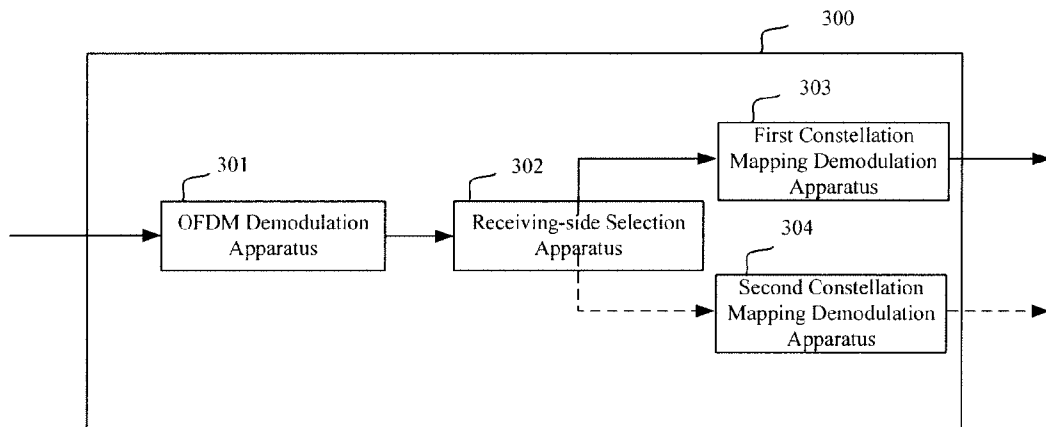 300
303
First Constellation
Mapping Demodulation
Apparatus
301
OFDM Demodulation
Apparatus
302
Receiving-side Selection
Apparatus
304
Second Constellation
Mapping Demodulation
Apparatus